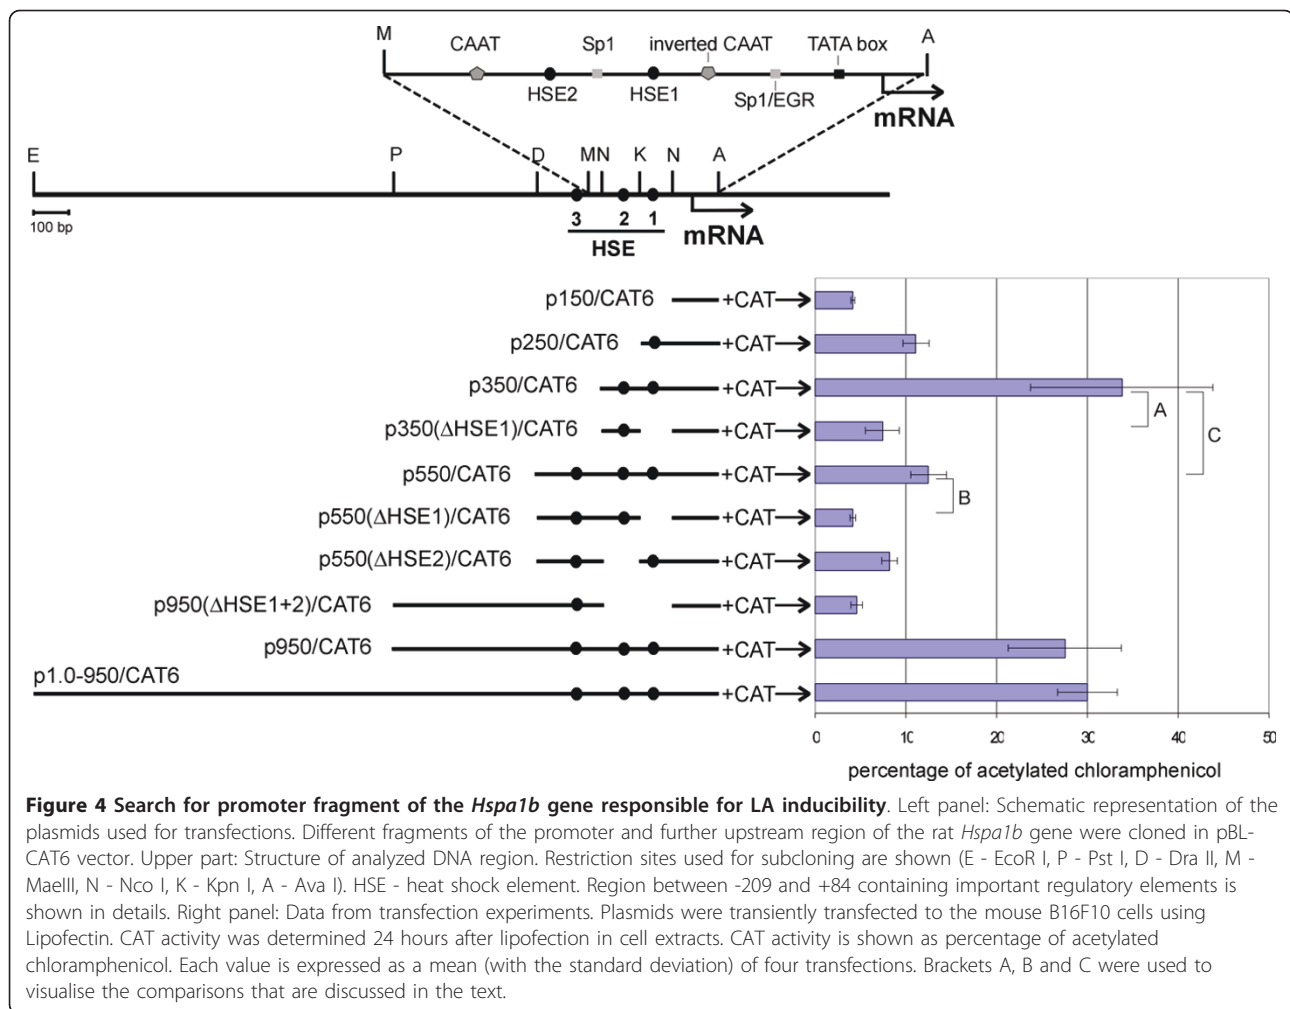 M CAAT Sp1 inverted CAAT TATA box A
HSE2 HSE1 Sp1/EGR
mRNA
E P D M N K N A
100 bp
3 2 1
HSE
mRNA
p150/CAT6 +CAT
p250/CAT6 +CAT
p350/CAT6 +CAT
A
p350(ΔHSE1)/CAT6 +CAT
C
p550/CAT6 +CAT
B
p550(ΔHSE1)/CAT6 +CAT
p550(ΔHSE2)/CAT6 +CAT
p950(ΔHSE1+2)/CAT6 +CAT
p950/CAT6 +CAT
p1.0-950/CAT6
+CAT
0 10 20 30 40 50
percentage of acetylated chloramphenicol
Figure 4 Search for promoter fragment of the Hspa1b gene responsible for LA inducibility. Left panel: Schematic representation of the
plasmids used for transfections. Different fragments of the promoter and further upstream region of the rat Hspa1b gene were cloned in pBL-
CAT6 vector. Upper part: Structure of analyzed DNA region. Restriction sites used for subcloning are shown (E - EcoR I, P - Pst I, D - Dra II, M -
MaeIII, N - Nco I, K - Kpn I, A - Ava I). HSE - heat shock element. Region between -209 and +84 containing important regulatory elements is
shown in details. Right panel: Data from transfection experiments. Plasmids were transiently transfected to the mouse B16F10 cells using
Lipofectin. CAT activity was determined 24 hours after lipofection in cell extracts. CAT activity is shown as percentage of acetylated
chloramphenicol. Each value is expressed as a mean (with the standard deviation) of four transfections. Brackets A, B and C were used to
visualise the comparisons that are discussed in the text.